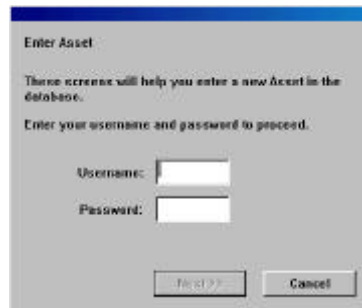 Enter Asset
These screens will help you enter a new Asset in the
database.
Enter your username and password to proceed.
Username:
Password:
Next >>
Cancel